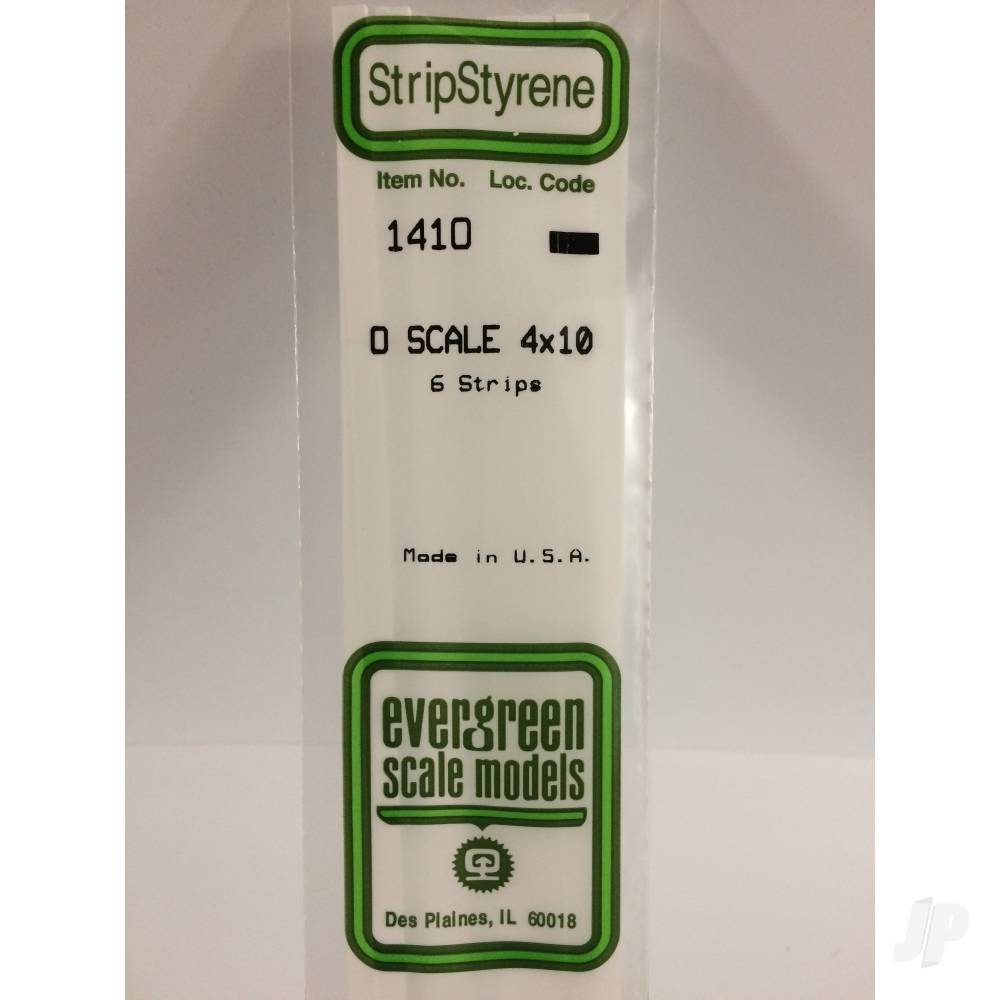 StripStyrene
Item No. Loc. Code
1410
O SCALE 4x10
6 Strips
Made in U.S.A.
evergreen
scale models
Des Plaines, IL 60018
JP